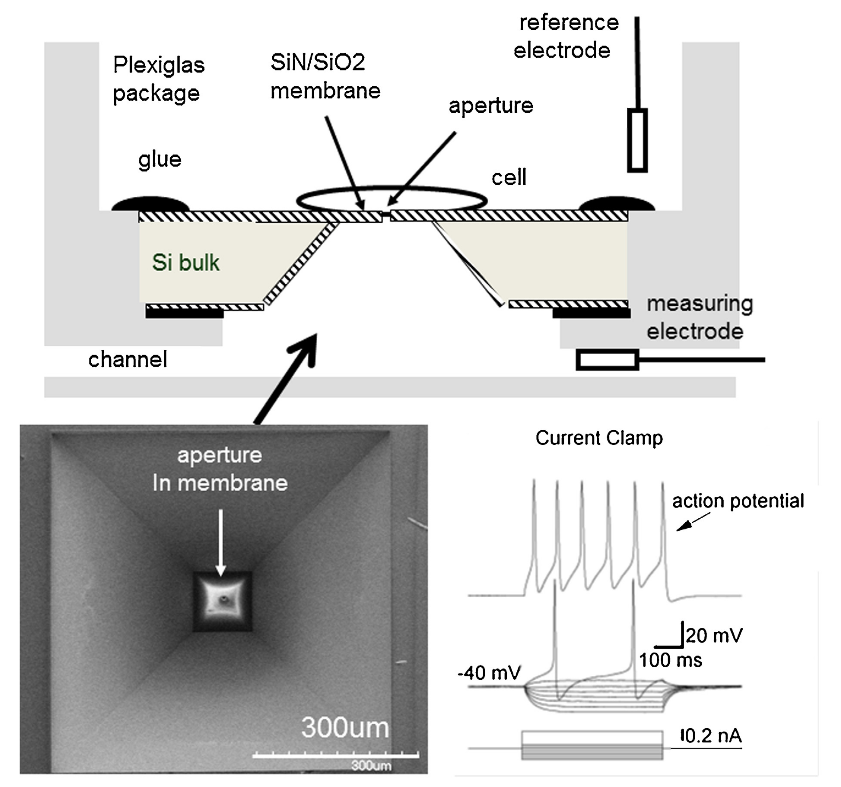 reference
electrode
Plexiglas
package
SiN/SiO2
membrane
aperture
glue
cell
Si bulk
measuring
electrode
channel
aperture
In membrane
300um
300um
Current Clamp
action potential
20 mV
100 ms
-40 mV
0.2 nA